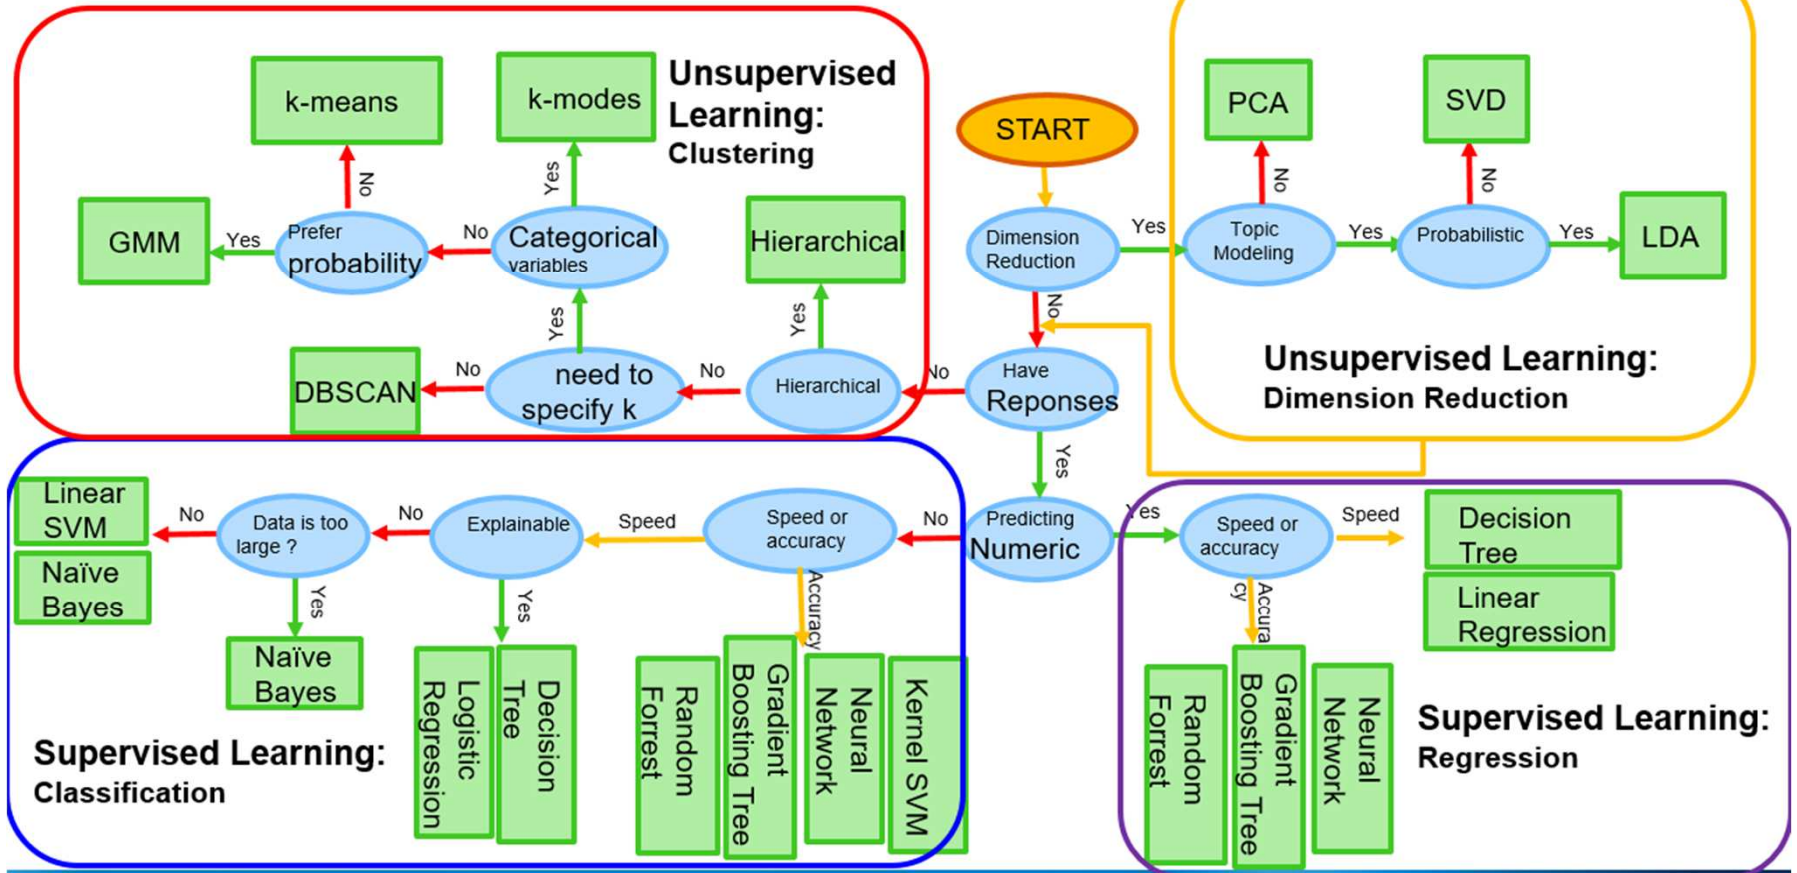 Unsupervised
Learning:
Clustering
k-means
k-modes
No
Yes
GMM
Yes
Prefer
probability
No
Categorical
variables
Hierarchical
Yes
Yes
DBSCAN
No
need to
specify k
No
Hierarchical
No
START
Dimension
Reduction
Yes
No
Have
Reponses
Yes
PCA
SVD
No
No
Topic
Modeling
Yes
Probabilistic
Yes
LDA
Unsupervised Learning:
Dimension Reduction
Linear
SVM
Naïve
Bayes
No
Data is too
large ?
No
Explainable
Speed
Speed or
accuracy
No
Predicting
Numeric
Yes
Yes
Yes
Accuracy
Naïve
Bayes
Logistic
Regression
Decision
Tree
Random
Forrest
Gradient
Boosting Tree
Neural
Network
Kernel SVM
Supervised Learning:
Classification
Speed or
accuracy
Speed
Decision
Tree
Linear
Regression
Accura
cy
Random
Forrest
Gradient
Boosting Tree
Neural
Network
Supervised Learning:
Regression